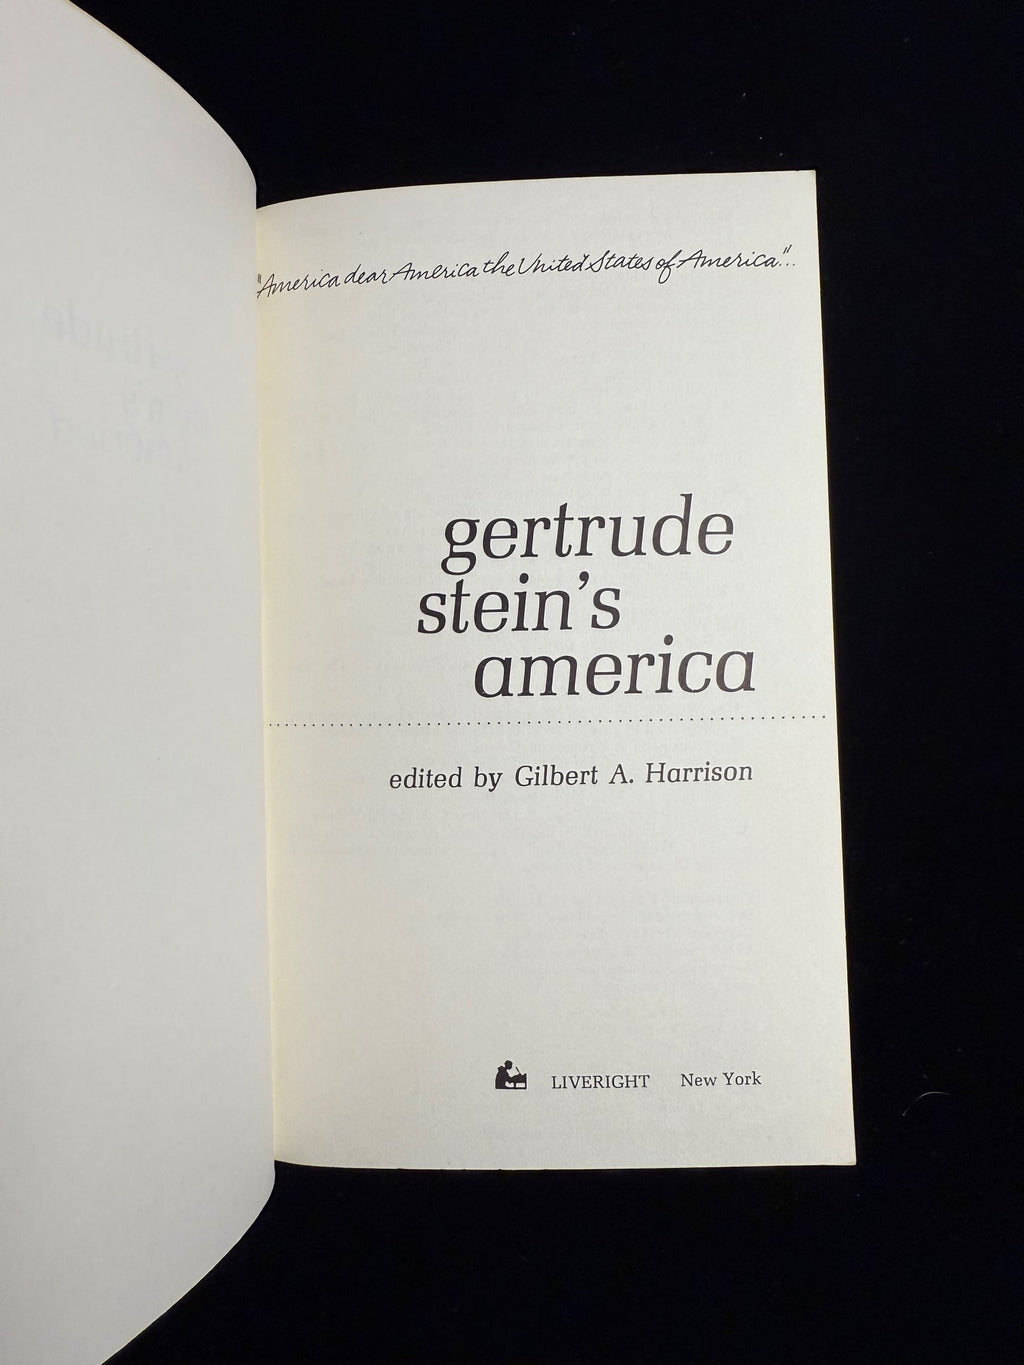 "America dear America the United States of America"...
gertrude
stein's
america
edited by Gilbert A. Harrison
LIVERIGHT New York